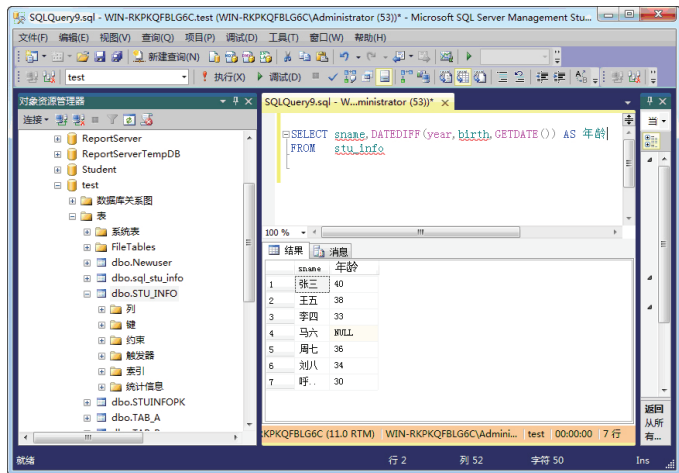 SQLQuery9.sql - WIN-RKPKQFBLG6C.test (WIN-RKPKQFBLG6C\Administrator (53))* - Microsoft SQL Server Management Stu...
文件(F) 编辑(E) 视图(V) 查询(Q) 项目(P) 调试(D) 工具(T) 窗口(W) 帮助(H)
新建查询(N)
test 执行(X) 调试(D)
对象资源管理器
连接
ReportServer
ReportServerTempDB
Student
test
数据库关系图
表
系统表
FileTables
dbo.Newuser
dbo.sql_stu_info
dbo.STU_INFO
列
键
约束
触发器
索引
统计信息
dbo.STUINFOPK
dbo.TAB_A
SQLQuery9.sql - W...ministrator (53))*
SELECT sname,DATEDIFF(year,birth,GETDATE()) AS 年龄
FROM stu_info
100 %
结果 消息
sname 年龄
1 张三 40
2 王五 38
3 李四 33
4 马六 NULL
5 周七 36
6 刘八 34
7 呼.. 30
KPKQFBLG6C (11.0 RTM) WIN-RKPKQFBLG6C\Admini... test 00:00:00 7 行
当
返回
从所
有...
就绪 行 2 列 52 字符 50 Ins